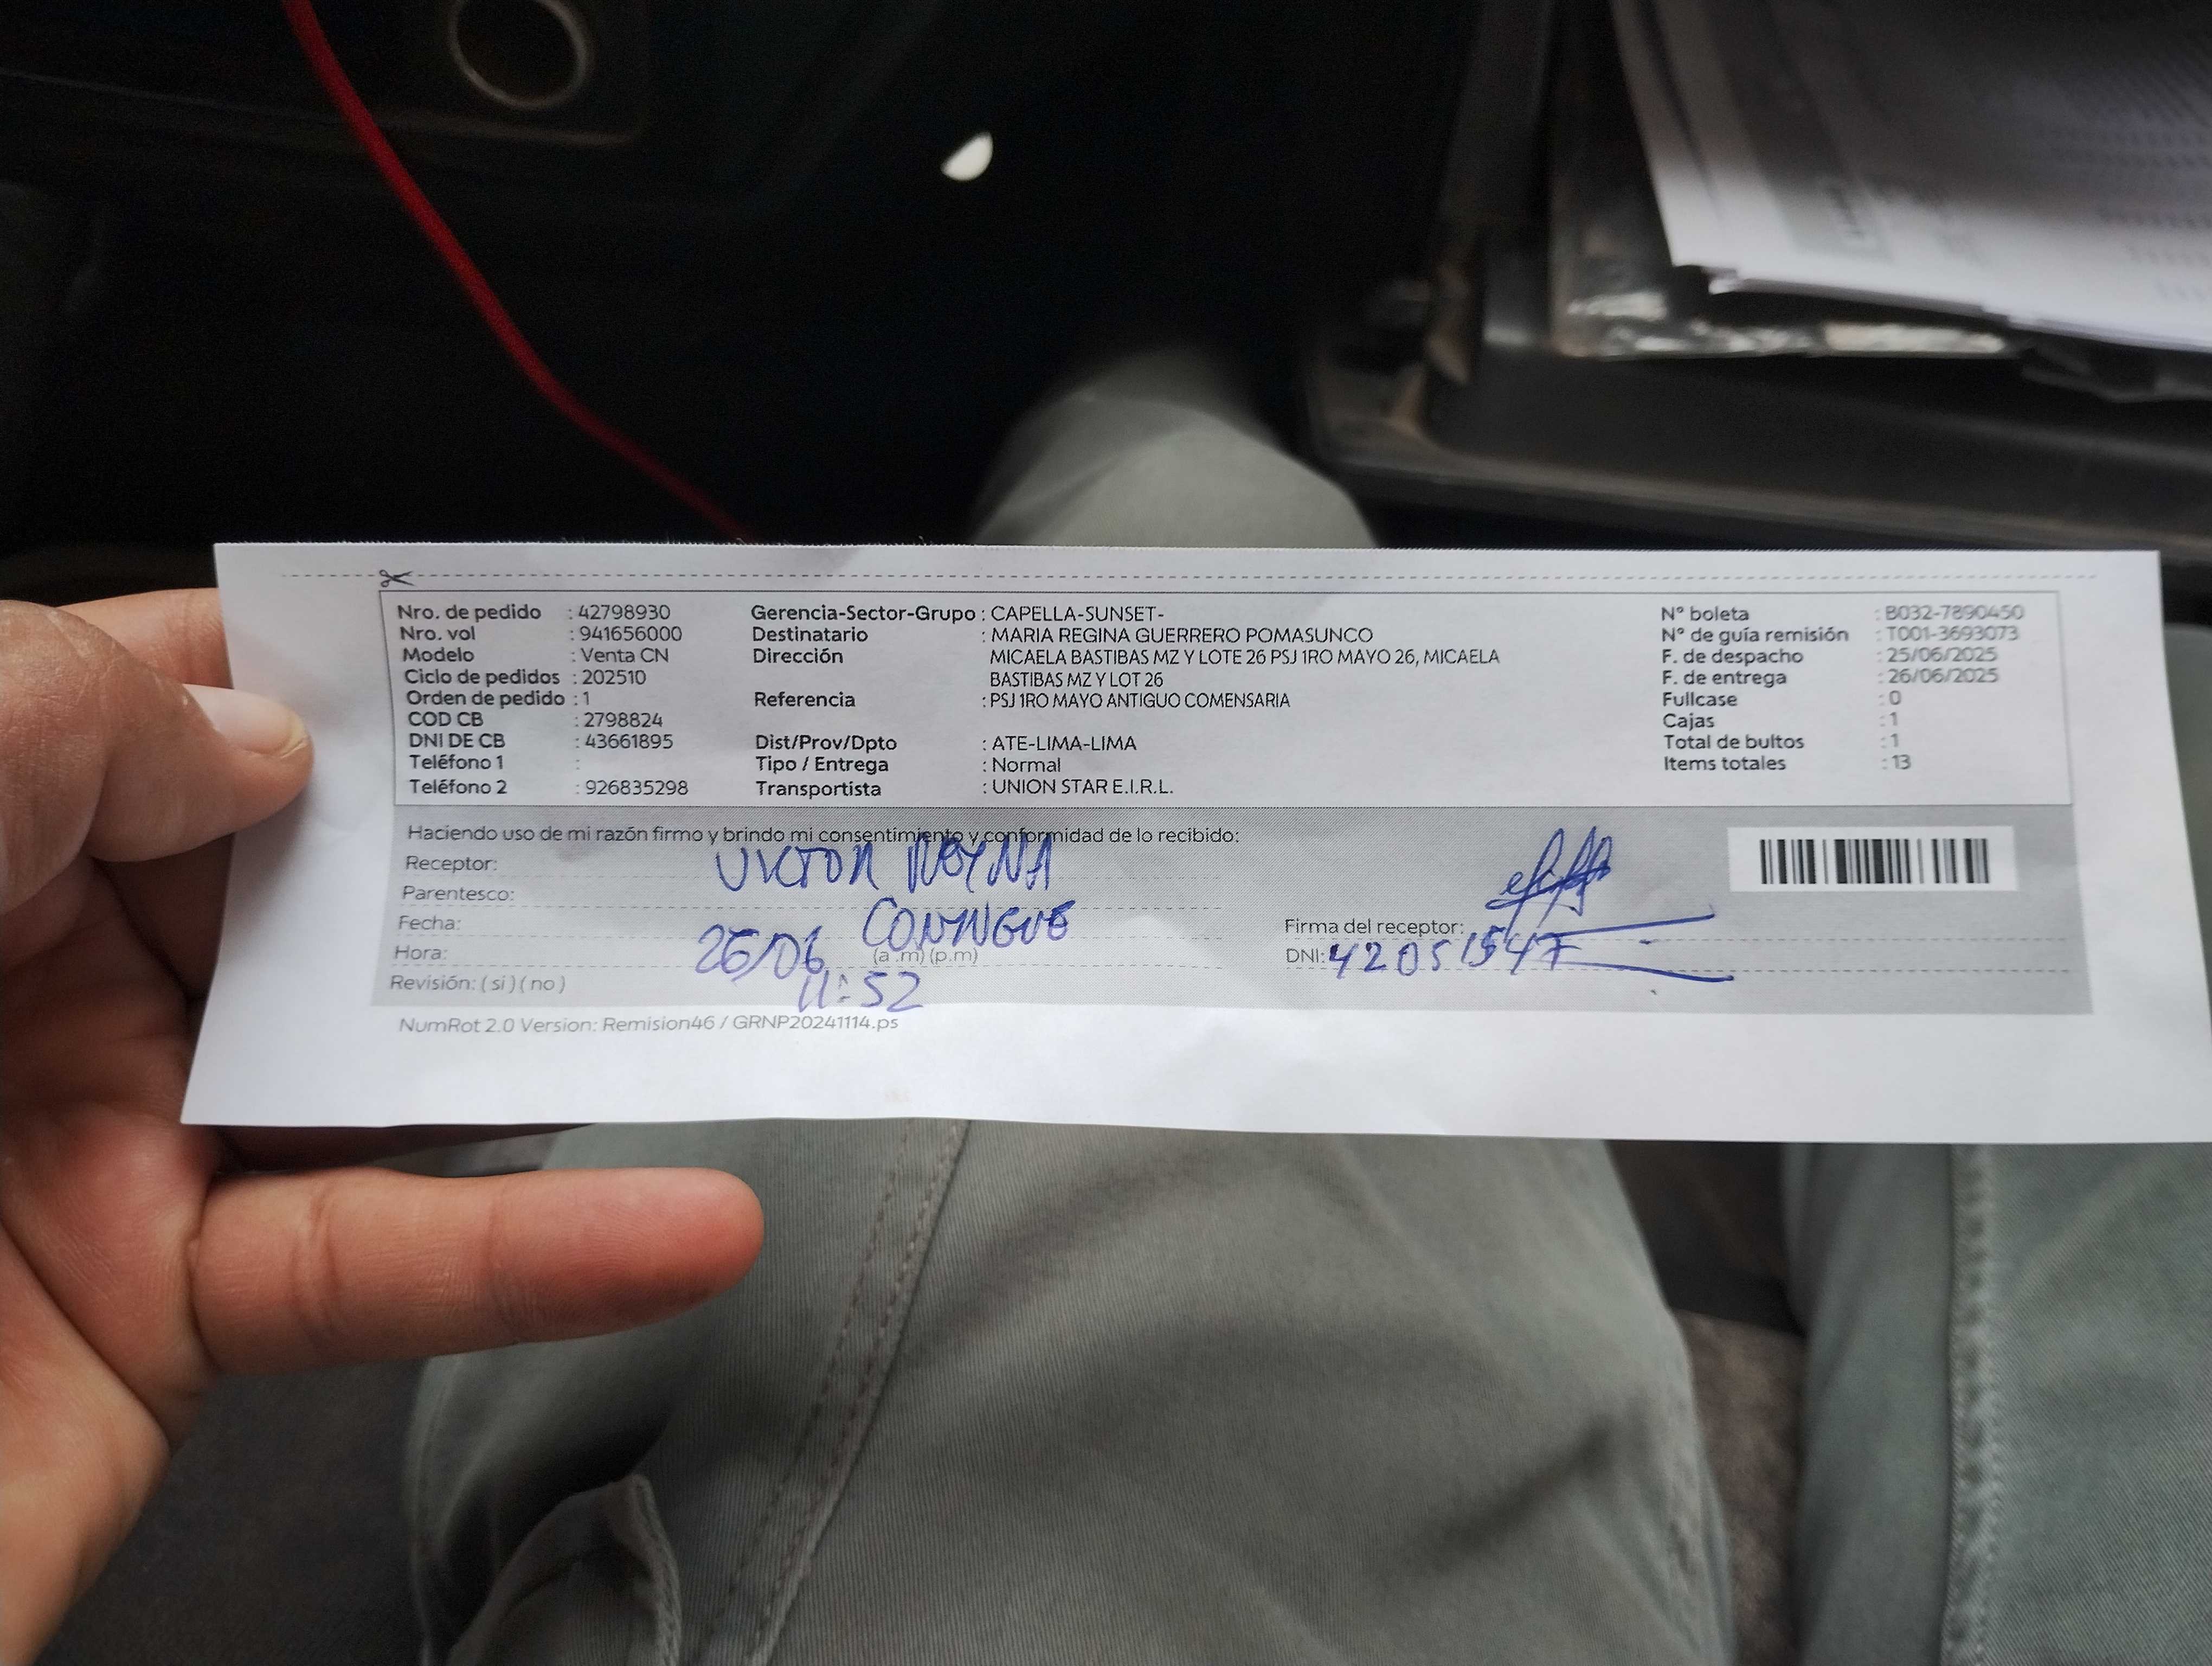 Nro. de pedido : 42798930 Gerencia-Sector-Grupo : CAPELLA-SUNSET- N° boleta : B032-7890450
Nro. vol : 941656000 Destinatario : MARIA REGINA GUERRERO POMASUNCO N° de guía remisión : T001-3693073
Modelo : Venta CN Dirección MICAELA BASTIBAS MZ Y LOTE 26 PSJ 1RO MAYO 26, MICAELA F. de despacho : 25/06/2025
Ciclo de pedidos : 202510 BASTIBAS MZ Y LOT 26 F. de entrega : 26/06/2025
Orden de pedido : 1 Referencia : PSJ 1RO MAYO ANTIGUO COMENSARIA Fullcase : 0
COD CB : 2798824 Cajas : 1
DNI DE CB : 43661895 Dist/Prov/Dpto : ATE-LIMA-LIMA Total de bultos : 1
Teléfono 1 : Tipo / Entrega : Normal Items totales : 13
Teléfono 2 : 926835298 Transportista : UNION STAR E.I.R.L.
Haciendo uso de mi razón firmo y brindo mi consentimiento y conformidad de lo recibido:
Receptor: VICTOR REYNA
Parentesco:
Fecha: 26/06 Firma del receptor:
Hora: (a .m) (p.m) DNI: 42051547
11:52
Revisión: ( si ) ( no )
NumRot 2.0 Version: Remision46 / GRNP20241114.ps